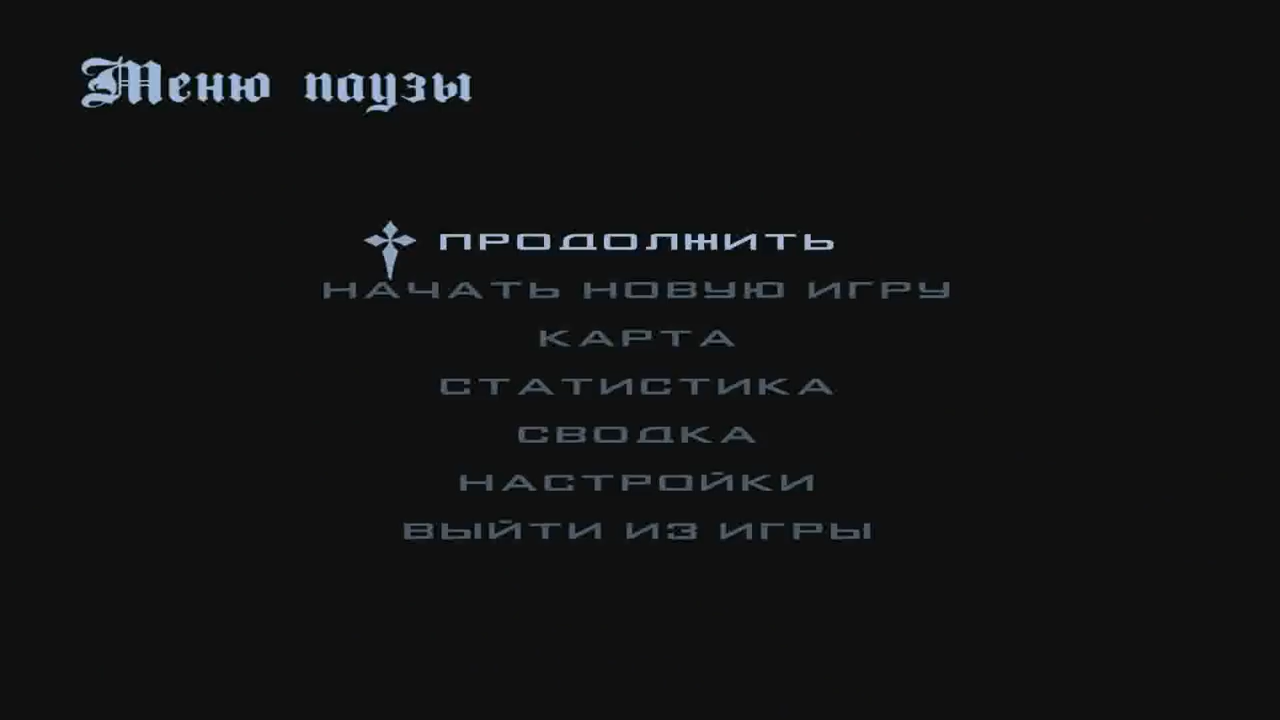 Меню паузы
ПРОДОЛЖИТЬ
НАЧАТЬ НОВУЮ ИГРУ
КАРТА
СТАТИСТИКА
СВОДКА
НАСТРОЙКИ
ВЫЙТИ ИЗ ИГРЫ